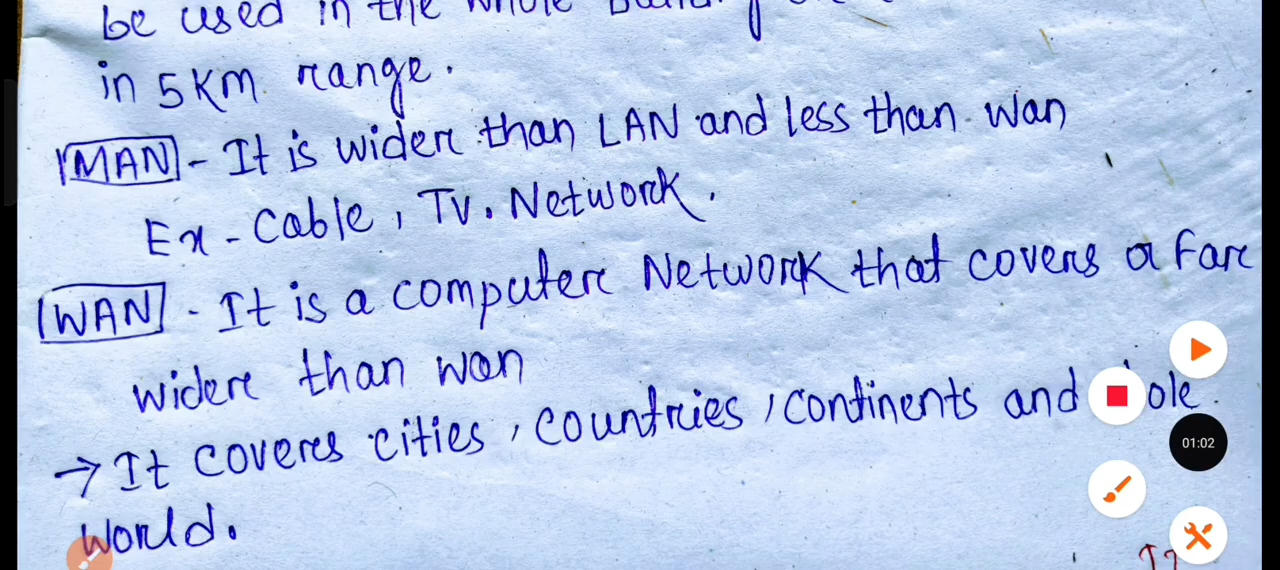 be used in the whole
in 5KM range.
MAN - It is wider than LAN and less than wan
Ex - Cable, Tv. Network.
WAN - It is a computer Network that covers a far
wider than wan
→ It covers cities, countries, continents and
World.
01:02